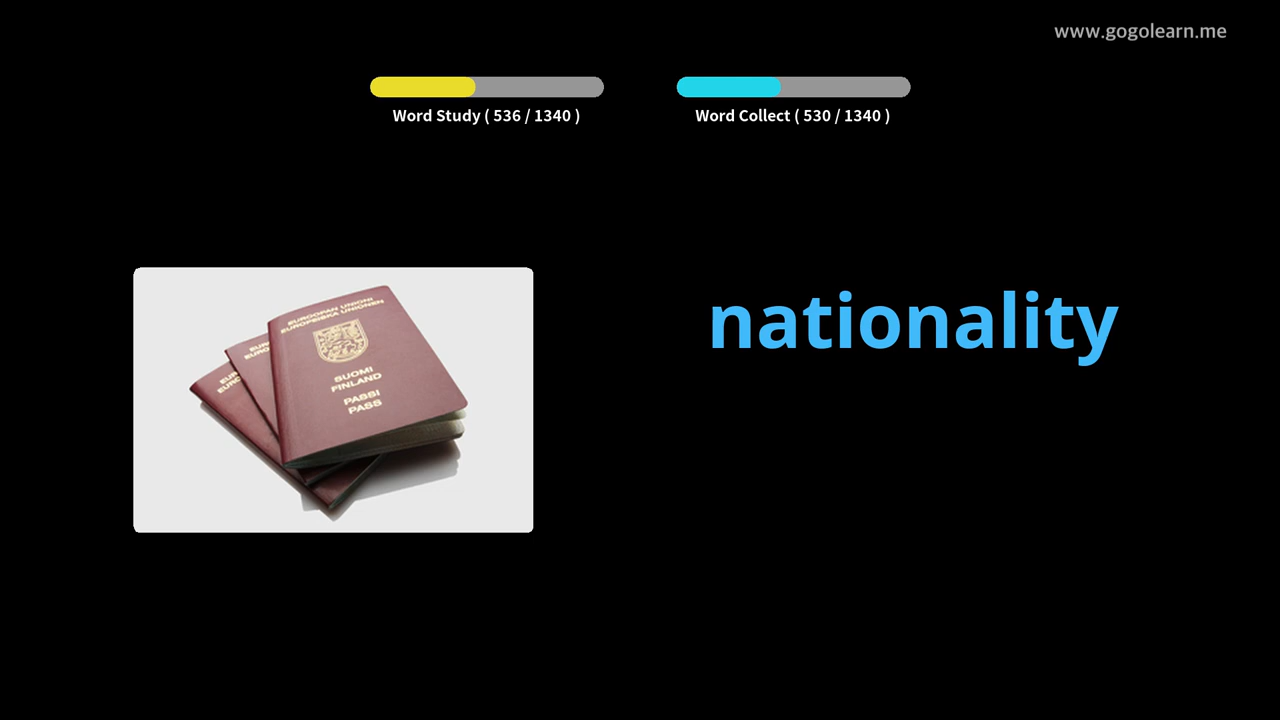 www.gogolearn.me
Word Study ( 536 / 1340 )
Word Collect ( 530 / 1340 )
nationality
EUROOPAN UNIONI
EUROPEISKA UNIONEN
SUOMI
FINLAND
PASSI
PASS